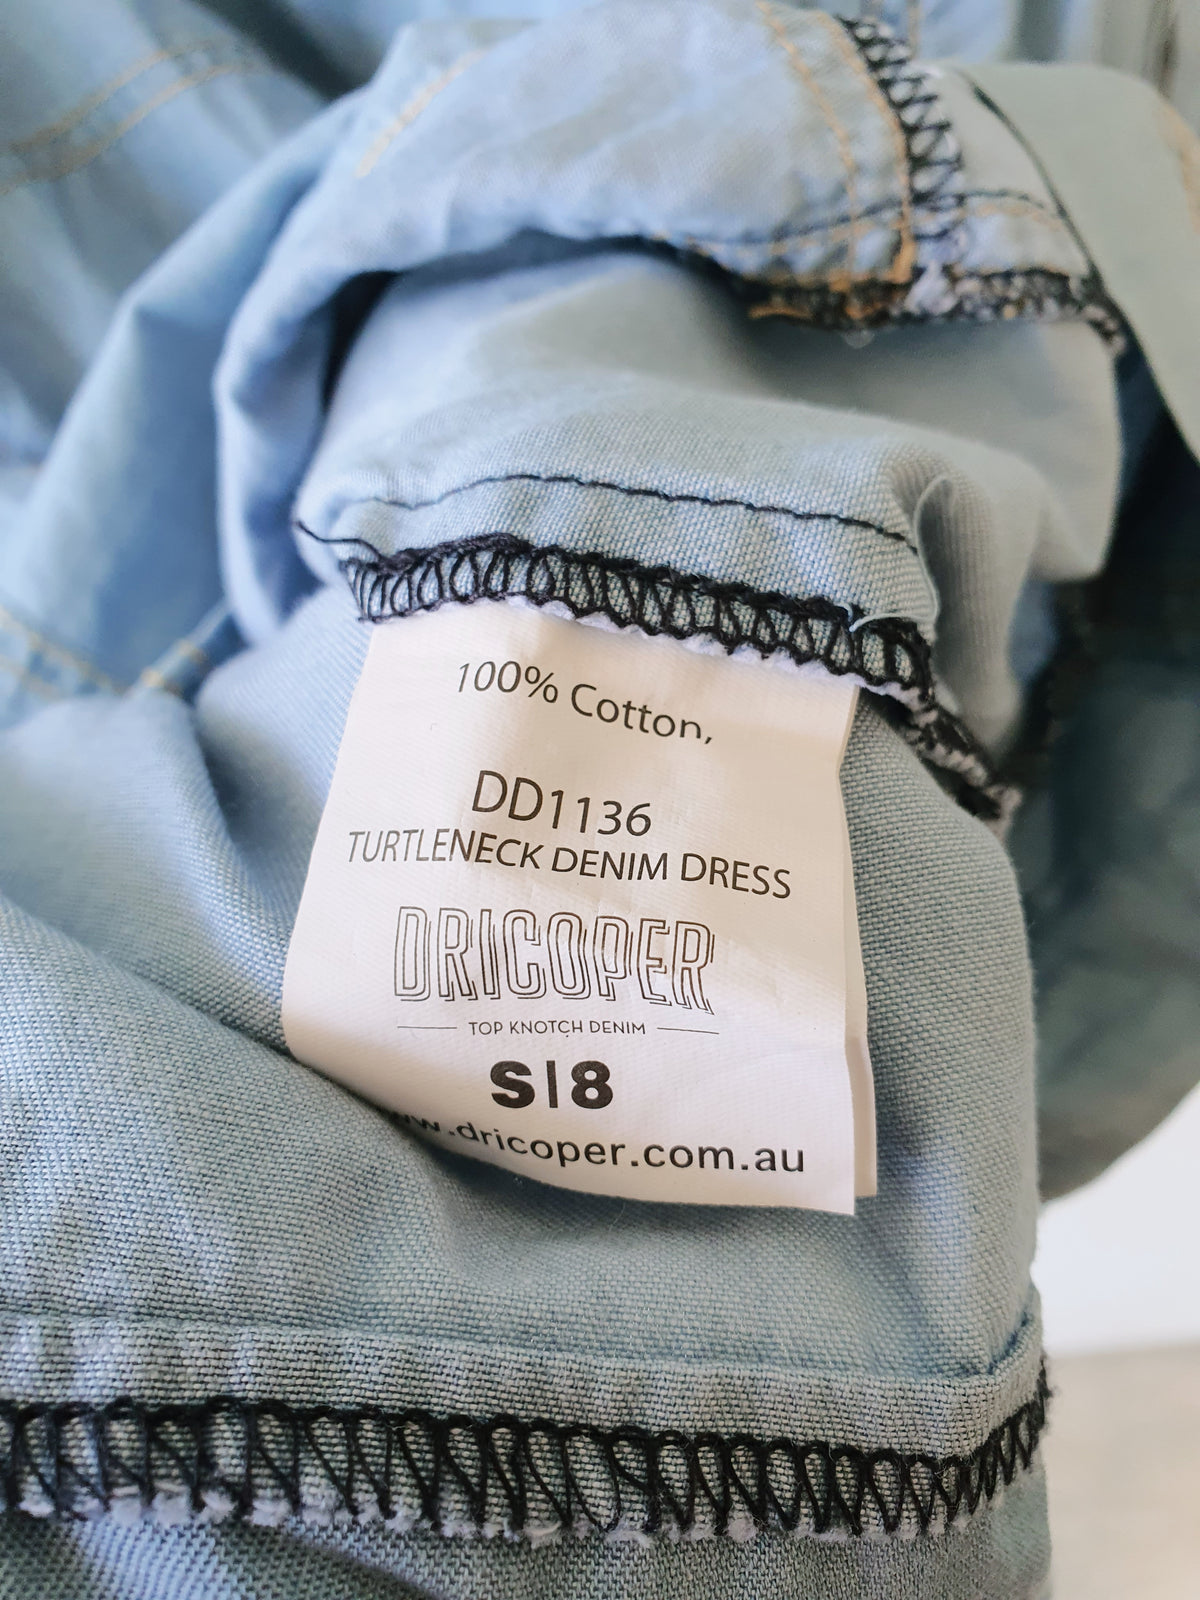 100% Cotton,
DD1136
TURTLENECK DENIM DRESS
DRICOPER
TOP KNOTCH DENIM
S|8
www.dricoper.com.au